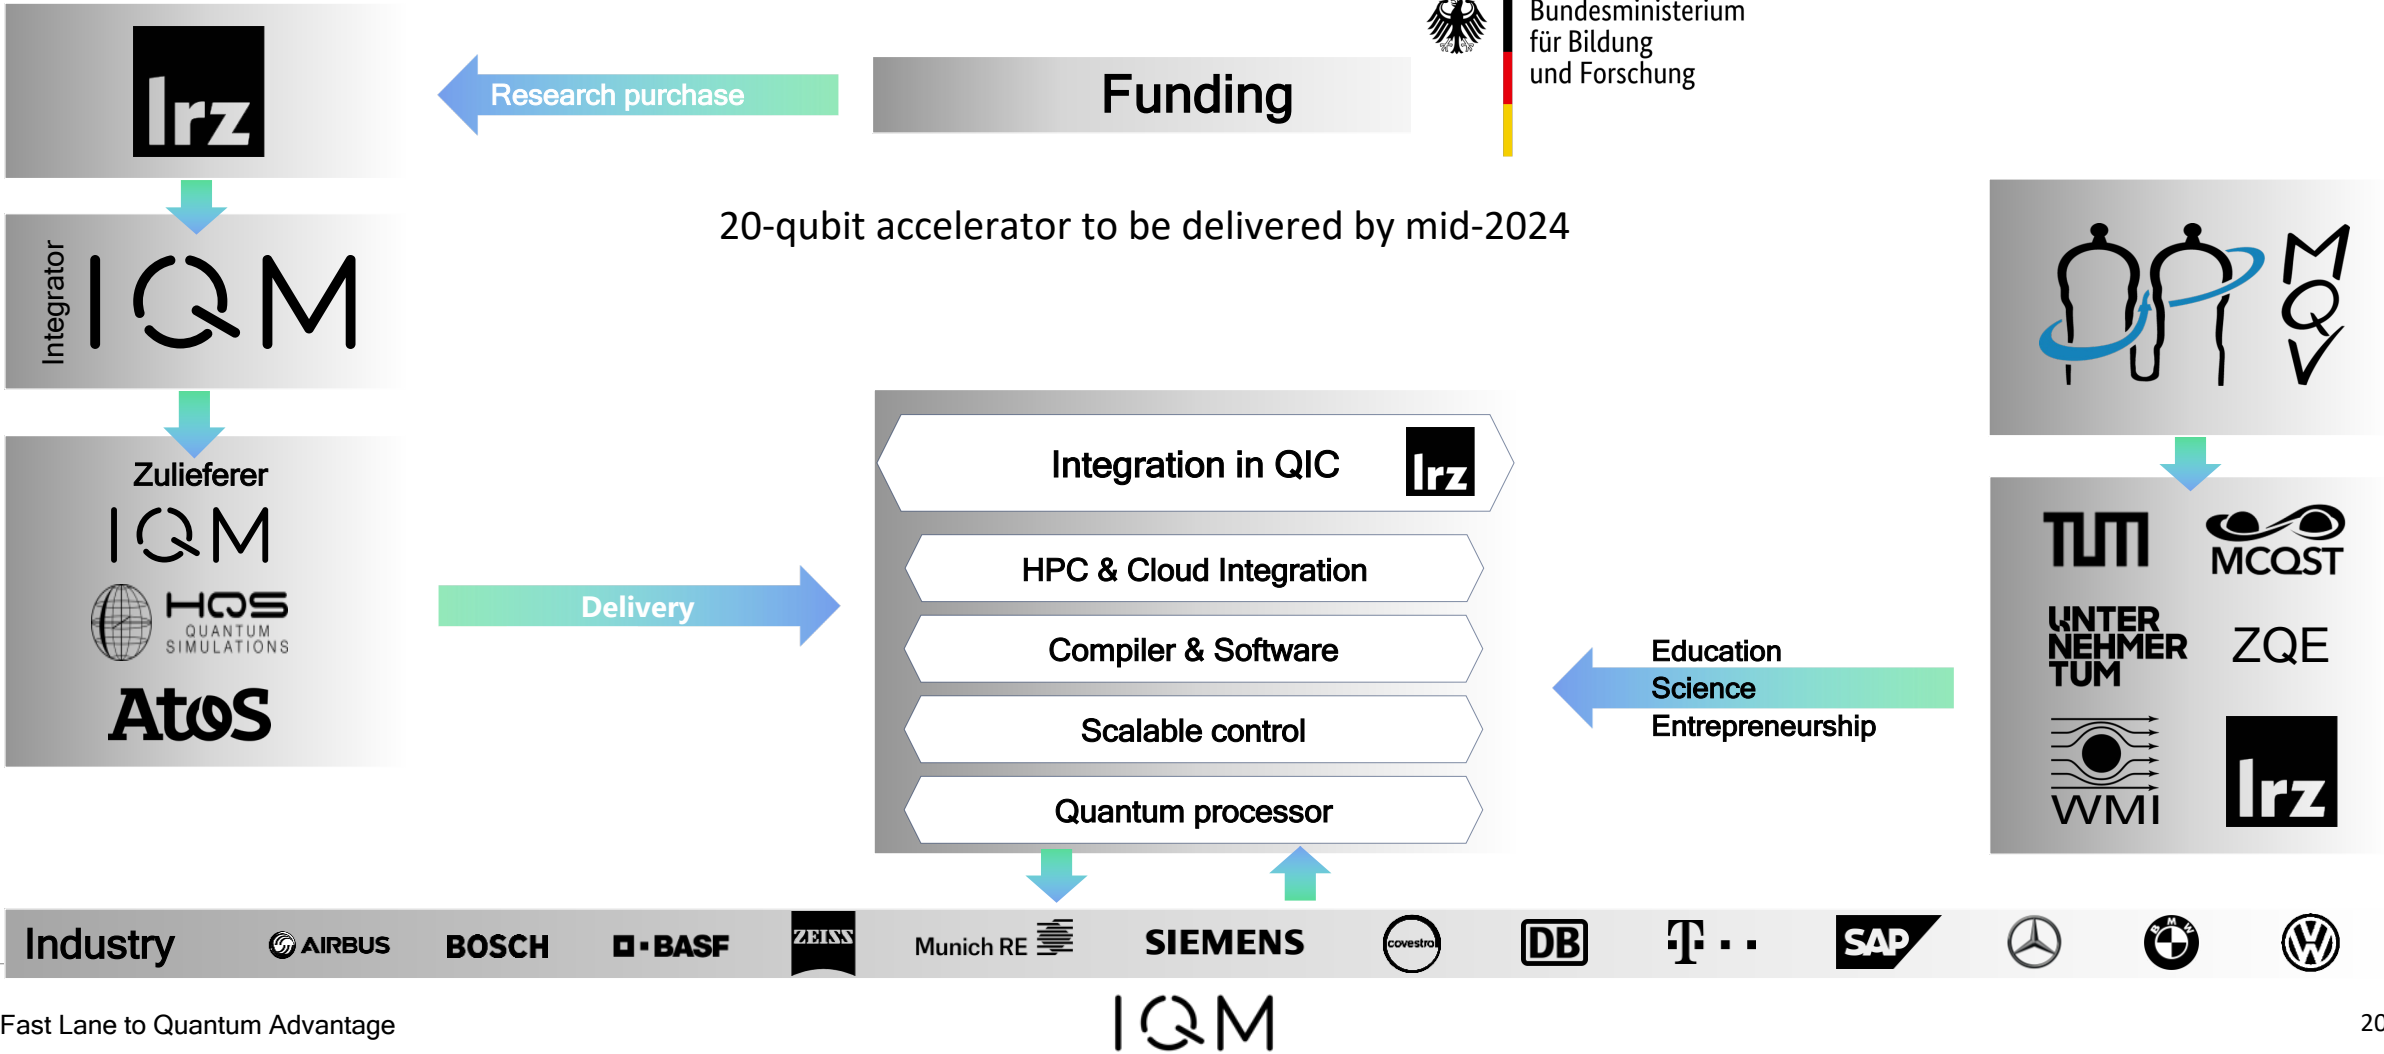 Bundesministerium
für Bildung
und Forschung
lrz
Research purchase
Funding
20-qubit accelerator to be delivered by mid-2024
Integrator
IQM
MQV
Zulieferer
IQM
HQS
QUANTUM
SIMULATIONS
Atos
Delivery
Integration in QIC
lrz
HPC & Cloud Integration
Compiler & Software
Scalable control
Quantum processor
Education
Science
Entrepreneurship
TUM
MCQST
UNTER
NEHMER
TUM
ZQE
WMI
lrz
Industry
AIRBUS
BOSCH
BASF
ZEISS
Munich RE
SIEMENS
covestro
DB
T
SAP
BMW
VW
Fast Lane to Quantum Advantage
IQM
20